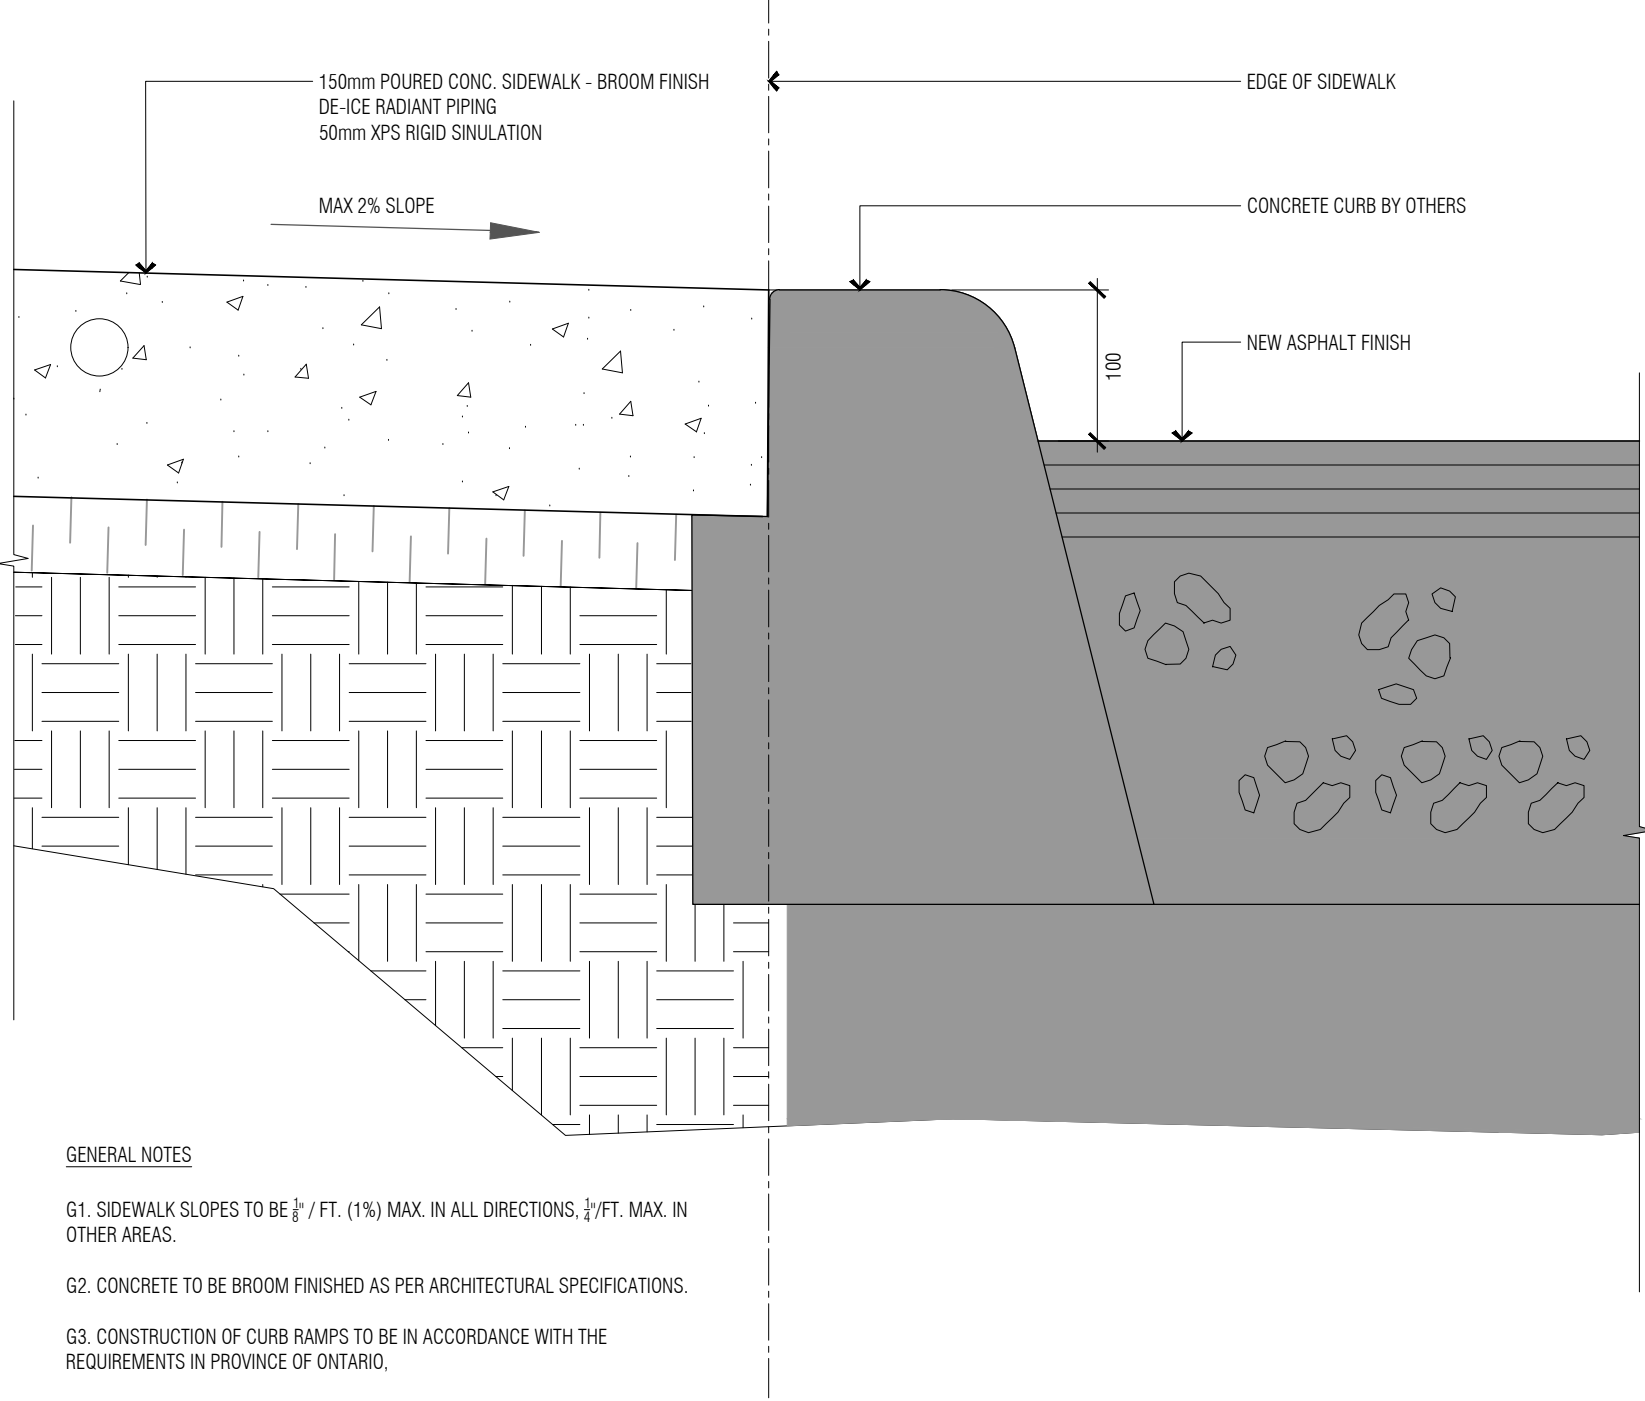 150mm POURED CONC. SIDEWALK - BROOM FINISH
DE-ICE RADIANT PIPING
50mm XPS RIGID SINULATION
EDGE OF SIDEWALK
MAX 2% SLOPE
CONCRETE CURB BY OTHERS
NEW ASPHALT FINISH
100
GENERAL NOTES
G1. SIDEWALK SLOPES TO BE 1/8" / FT. (1%) MAX. IN ALL DIRECTIONS, 1/4"/FT. MAX. IN
OTHER AREAS.
G2. CONCRETE TO BE BROOM FINISHED AS PER ARCHITECTURAL SPECIFICATIONS.
G3. CONSTRUCTION OF CURB RAMPS TO BE IN ACCORDANCE WITH THE
REQUIREMENTS IN PROVINCE OF ONTARIO,